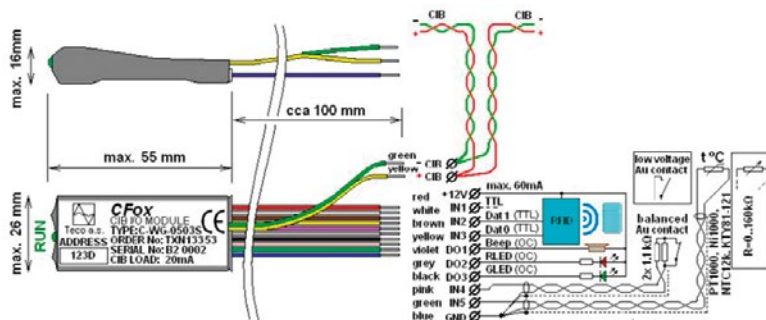 - CIB -
+ +
max. 16mm
cca 100 mm
max. 55 mm
green
yellow
- CIB
+ CIB
low voltage
Au contact
t °C
R=0..160kΩ
PT1000, Ni1000,
NTC12k, KTY81-121
max. 26 mm
RUN
CFox
CIB I/O MODULE
Teco a.s.
TYPE:C-WG-0503S
ADDRESS
ORDER No: TXN13353
123D
SERIAL No:B2 0002
CIB LOAD: 20mA
CE
red +12V max. 60mA
white IN1 TTL
brown IN2 Dat1 (TTL)
yellow IN3 Dat0 (TTL)
violet DO1 Beep (OC)
grey DO2 RLED (OC)
black DO3 GLED (OC)
pink IN4
green IN5
blue GND
RFID
balanced
Au contact
2x 1,1 kΩ